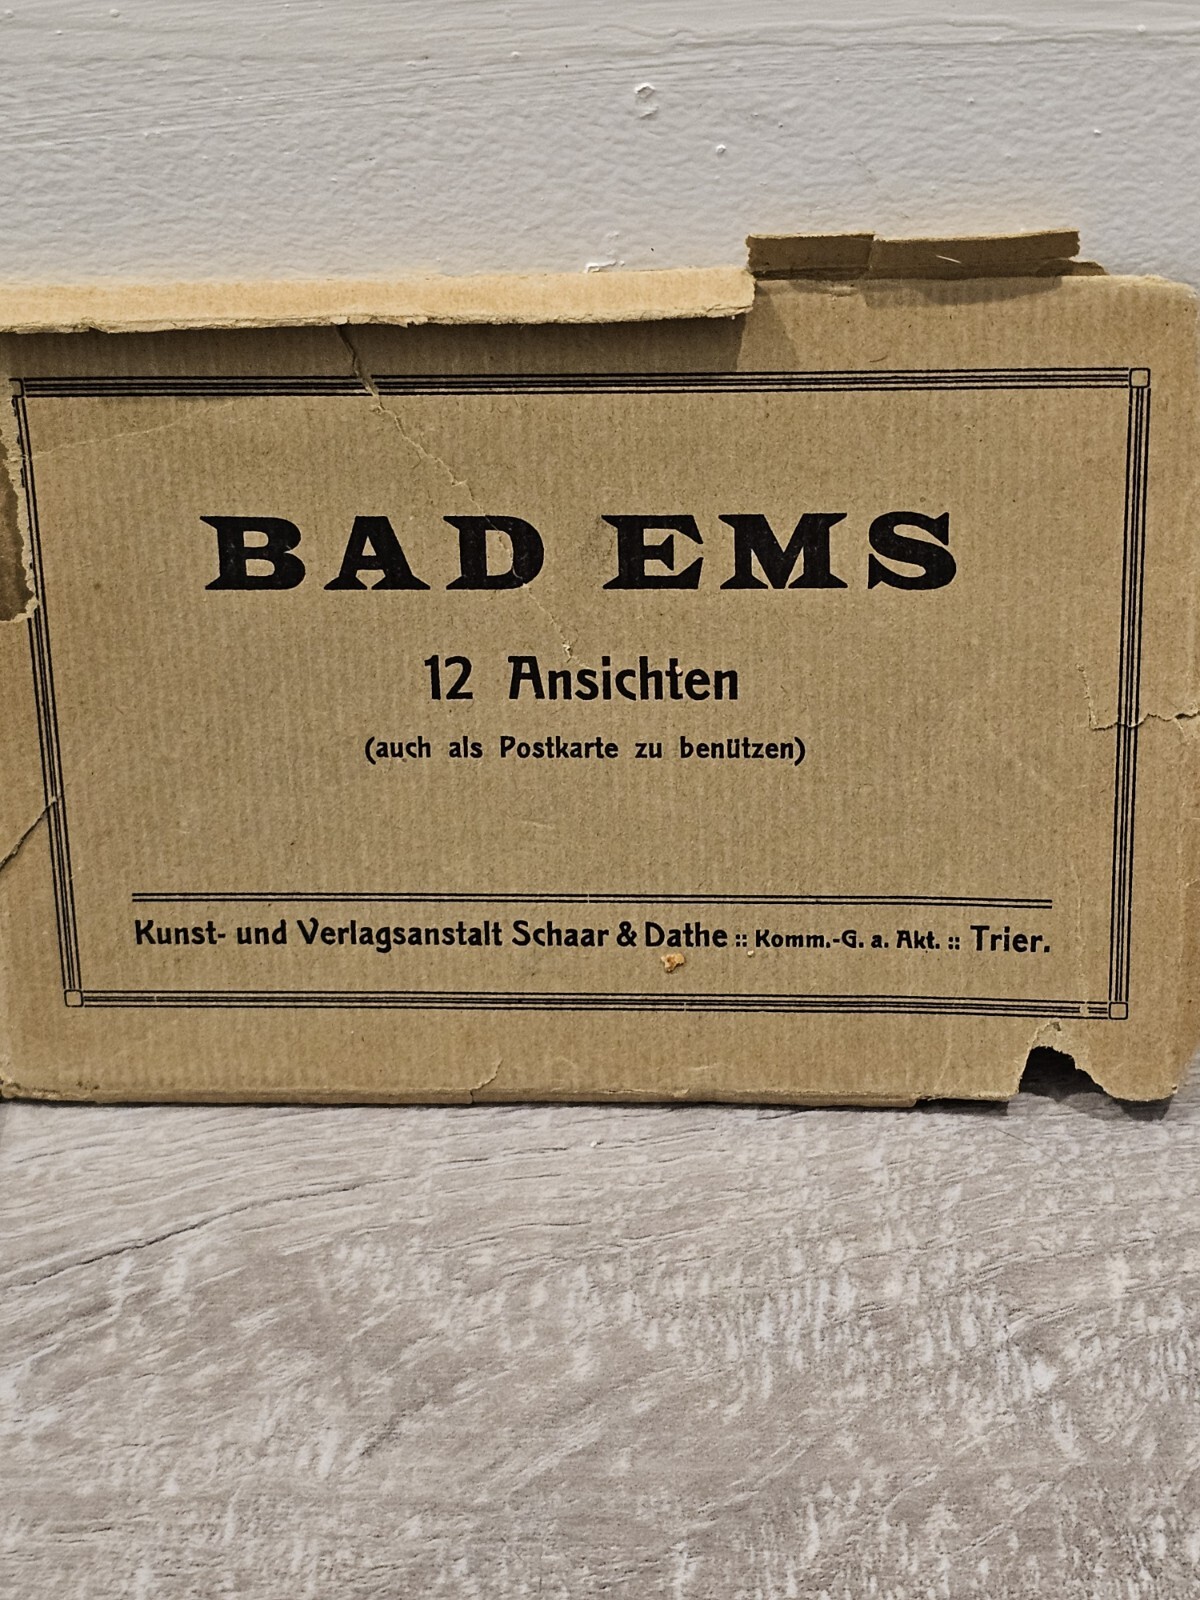 BAD EMS
12 Ansichten
(auch als Postkarte zu benützen)
Kunst- und Verlagsanstalt Schaar & Dathe :: Komm.-G. a. Akt. :: Trier.